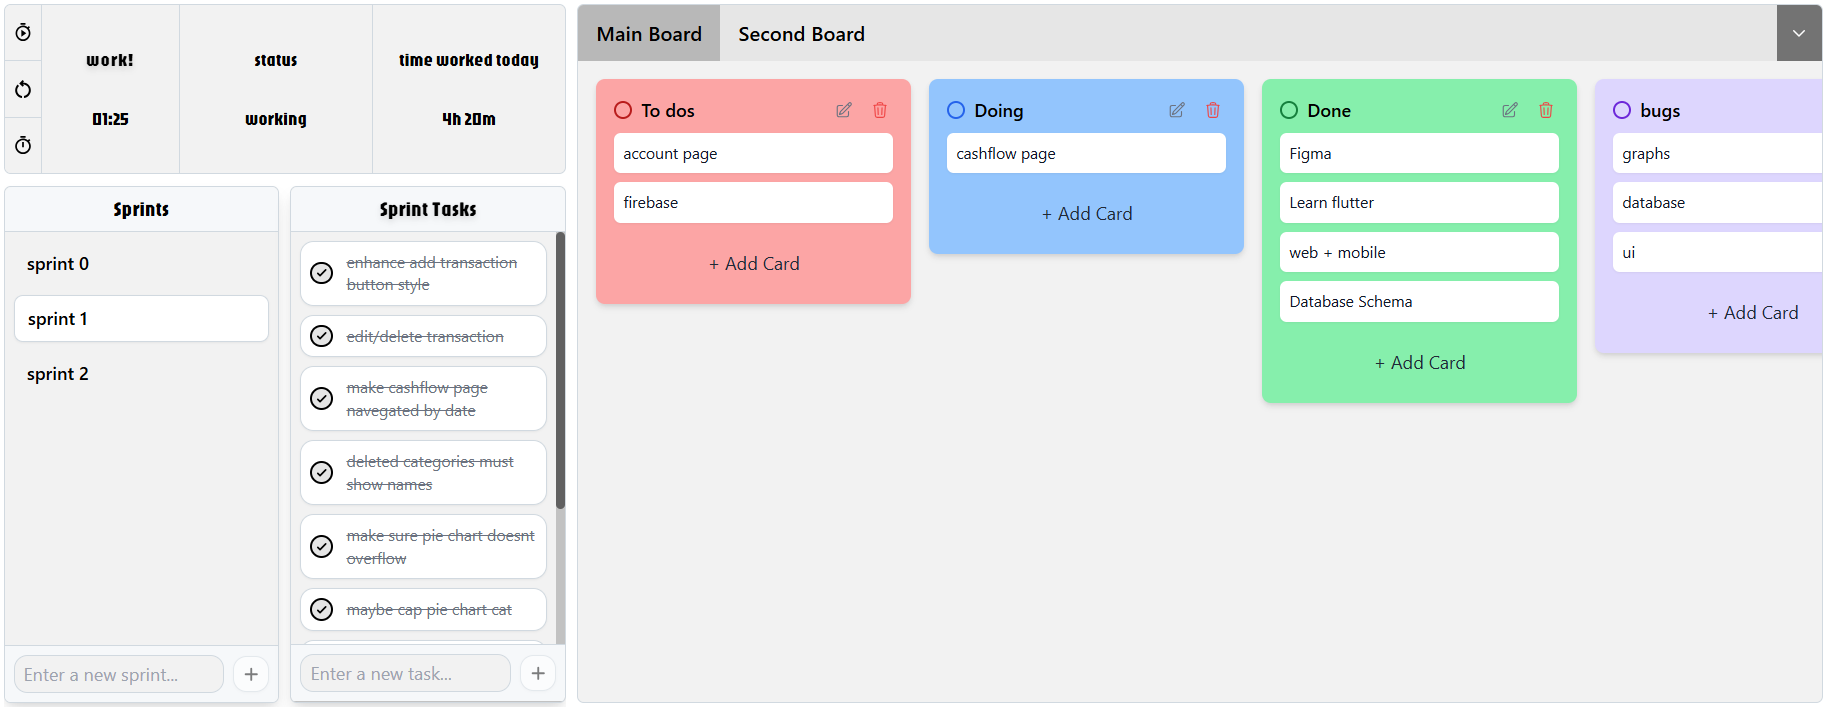 work!
01:25
status
working
time worked today
4h 20m
Sprints
sprint 0
sprint 1
sprint 2
Enter a new sprint...
Sprint Tasks
enhance add transaction
button style
edit/delete transaction
make cashflow page
navegated by date
deleted categories must
show names
make sure pie chart doesnt
overflow
maybe cap pie chart cat
Enter a new task...
Main Board
Second Board
To dos
account page
firebase
+ Add Card
Doing
cashflow page
+ Add Card
Done
Figma
Learn flutter
web + mobile
Database Schema
+ Add Card
bugs
graphs
database
ui
+ Add Card